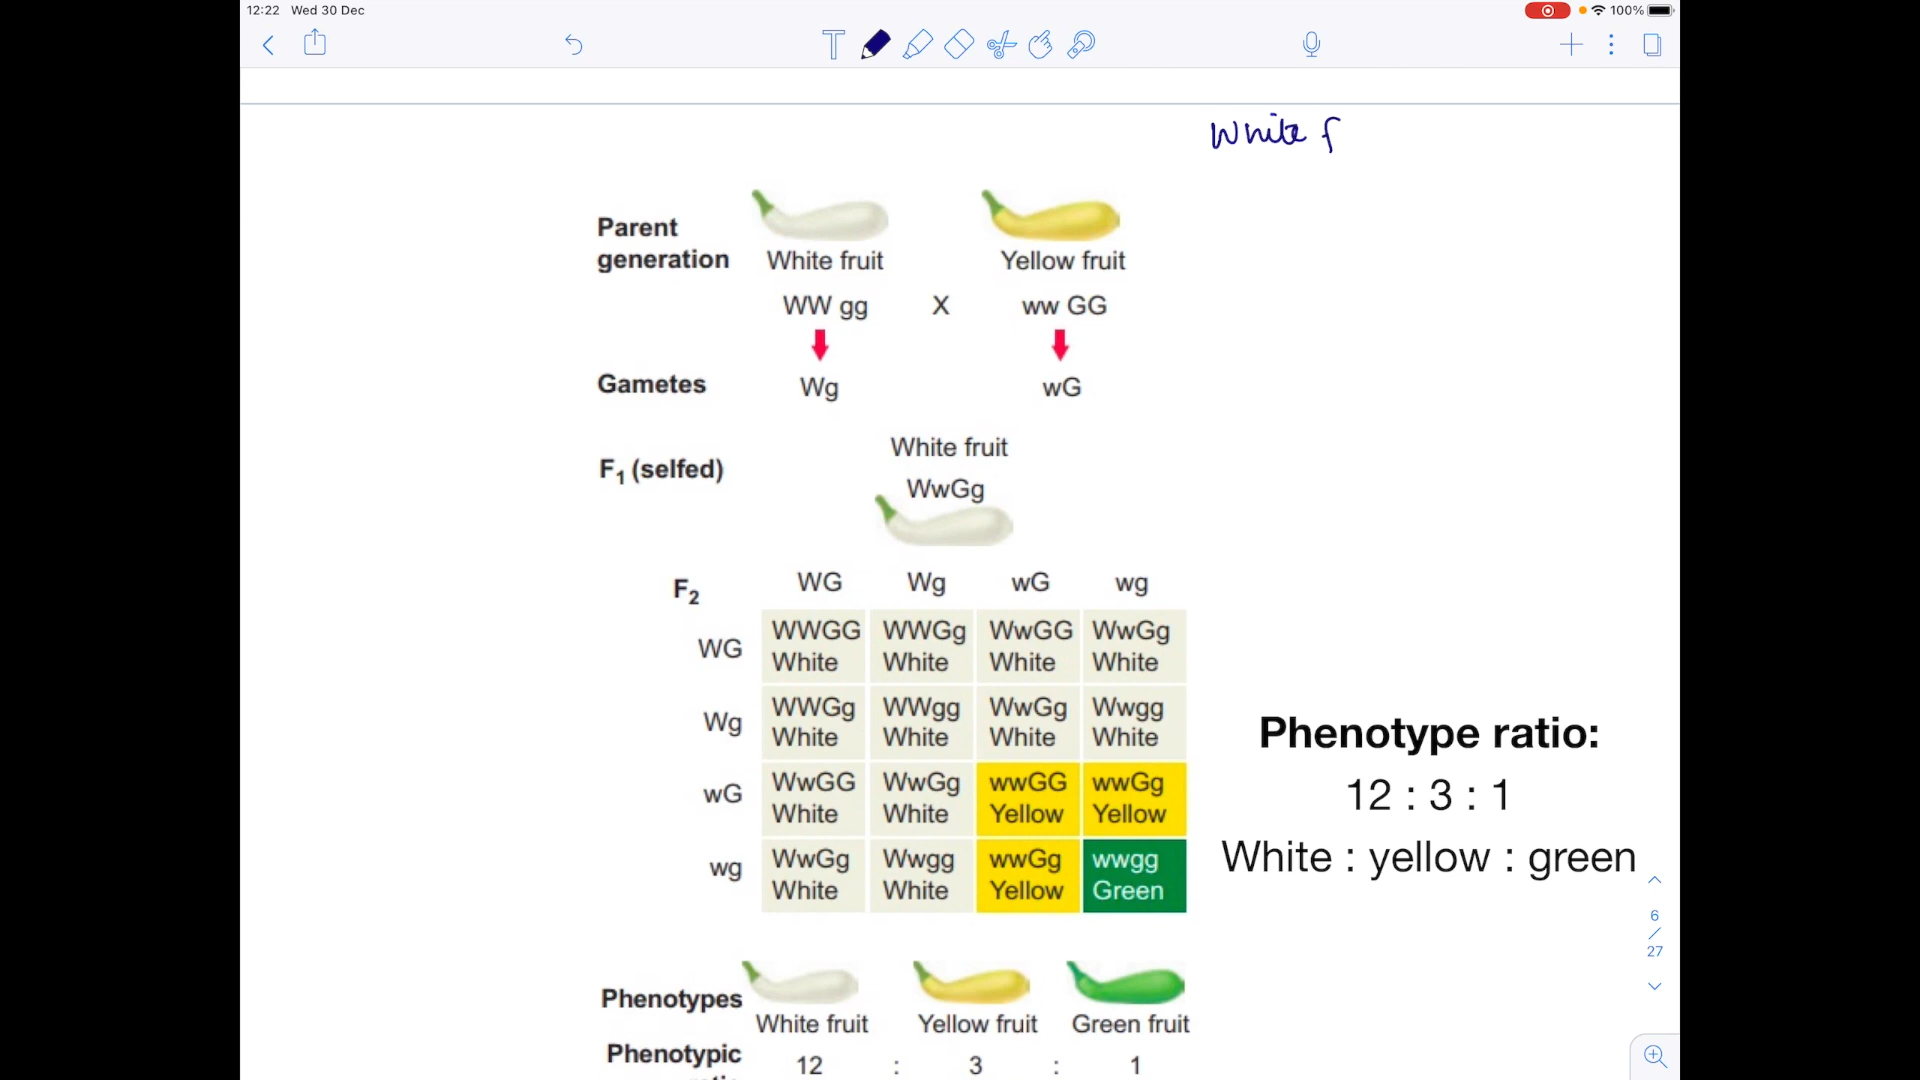 12:22 Wed 30 Dec
100%
White f
Parent generation
White fruit
Yellow fruit
WW gg X ww GG
Gametes
Wg
wG
F₁ (selfed)
White fruit
WwGg
F₂
WG Wg wG wg
WG
WWGG White
WWGg White
WwGG White
WwGg White
Wg
WWGg White
WWgg White
WwGg White
Wwgg White
wG
WwGG White
WwGg White
wwGG Yellow
wwGg Yellow
wg
WwGg White
Wwgg White
wwGg Yellow
wwgg Green
Phenotype ratio:
12 : 3 : 1
White : yellow : green
6 / 27
Phenotypes
White fruit
Yellow fruit
Green fruit
Phenotypic
12 : 3 : 1